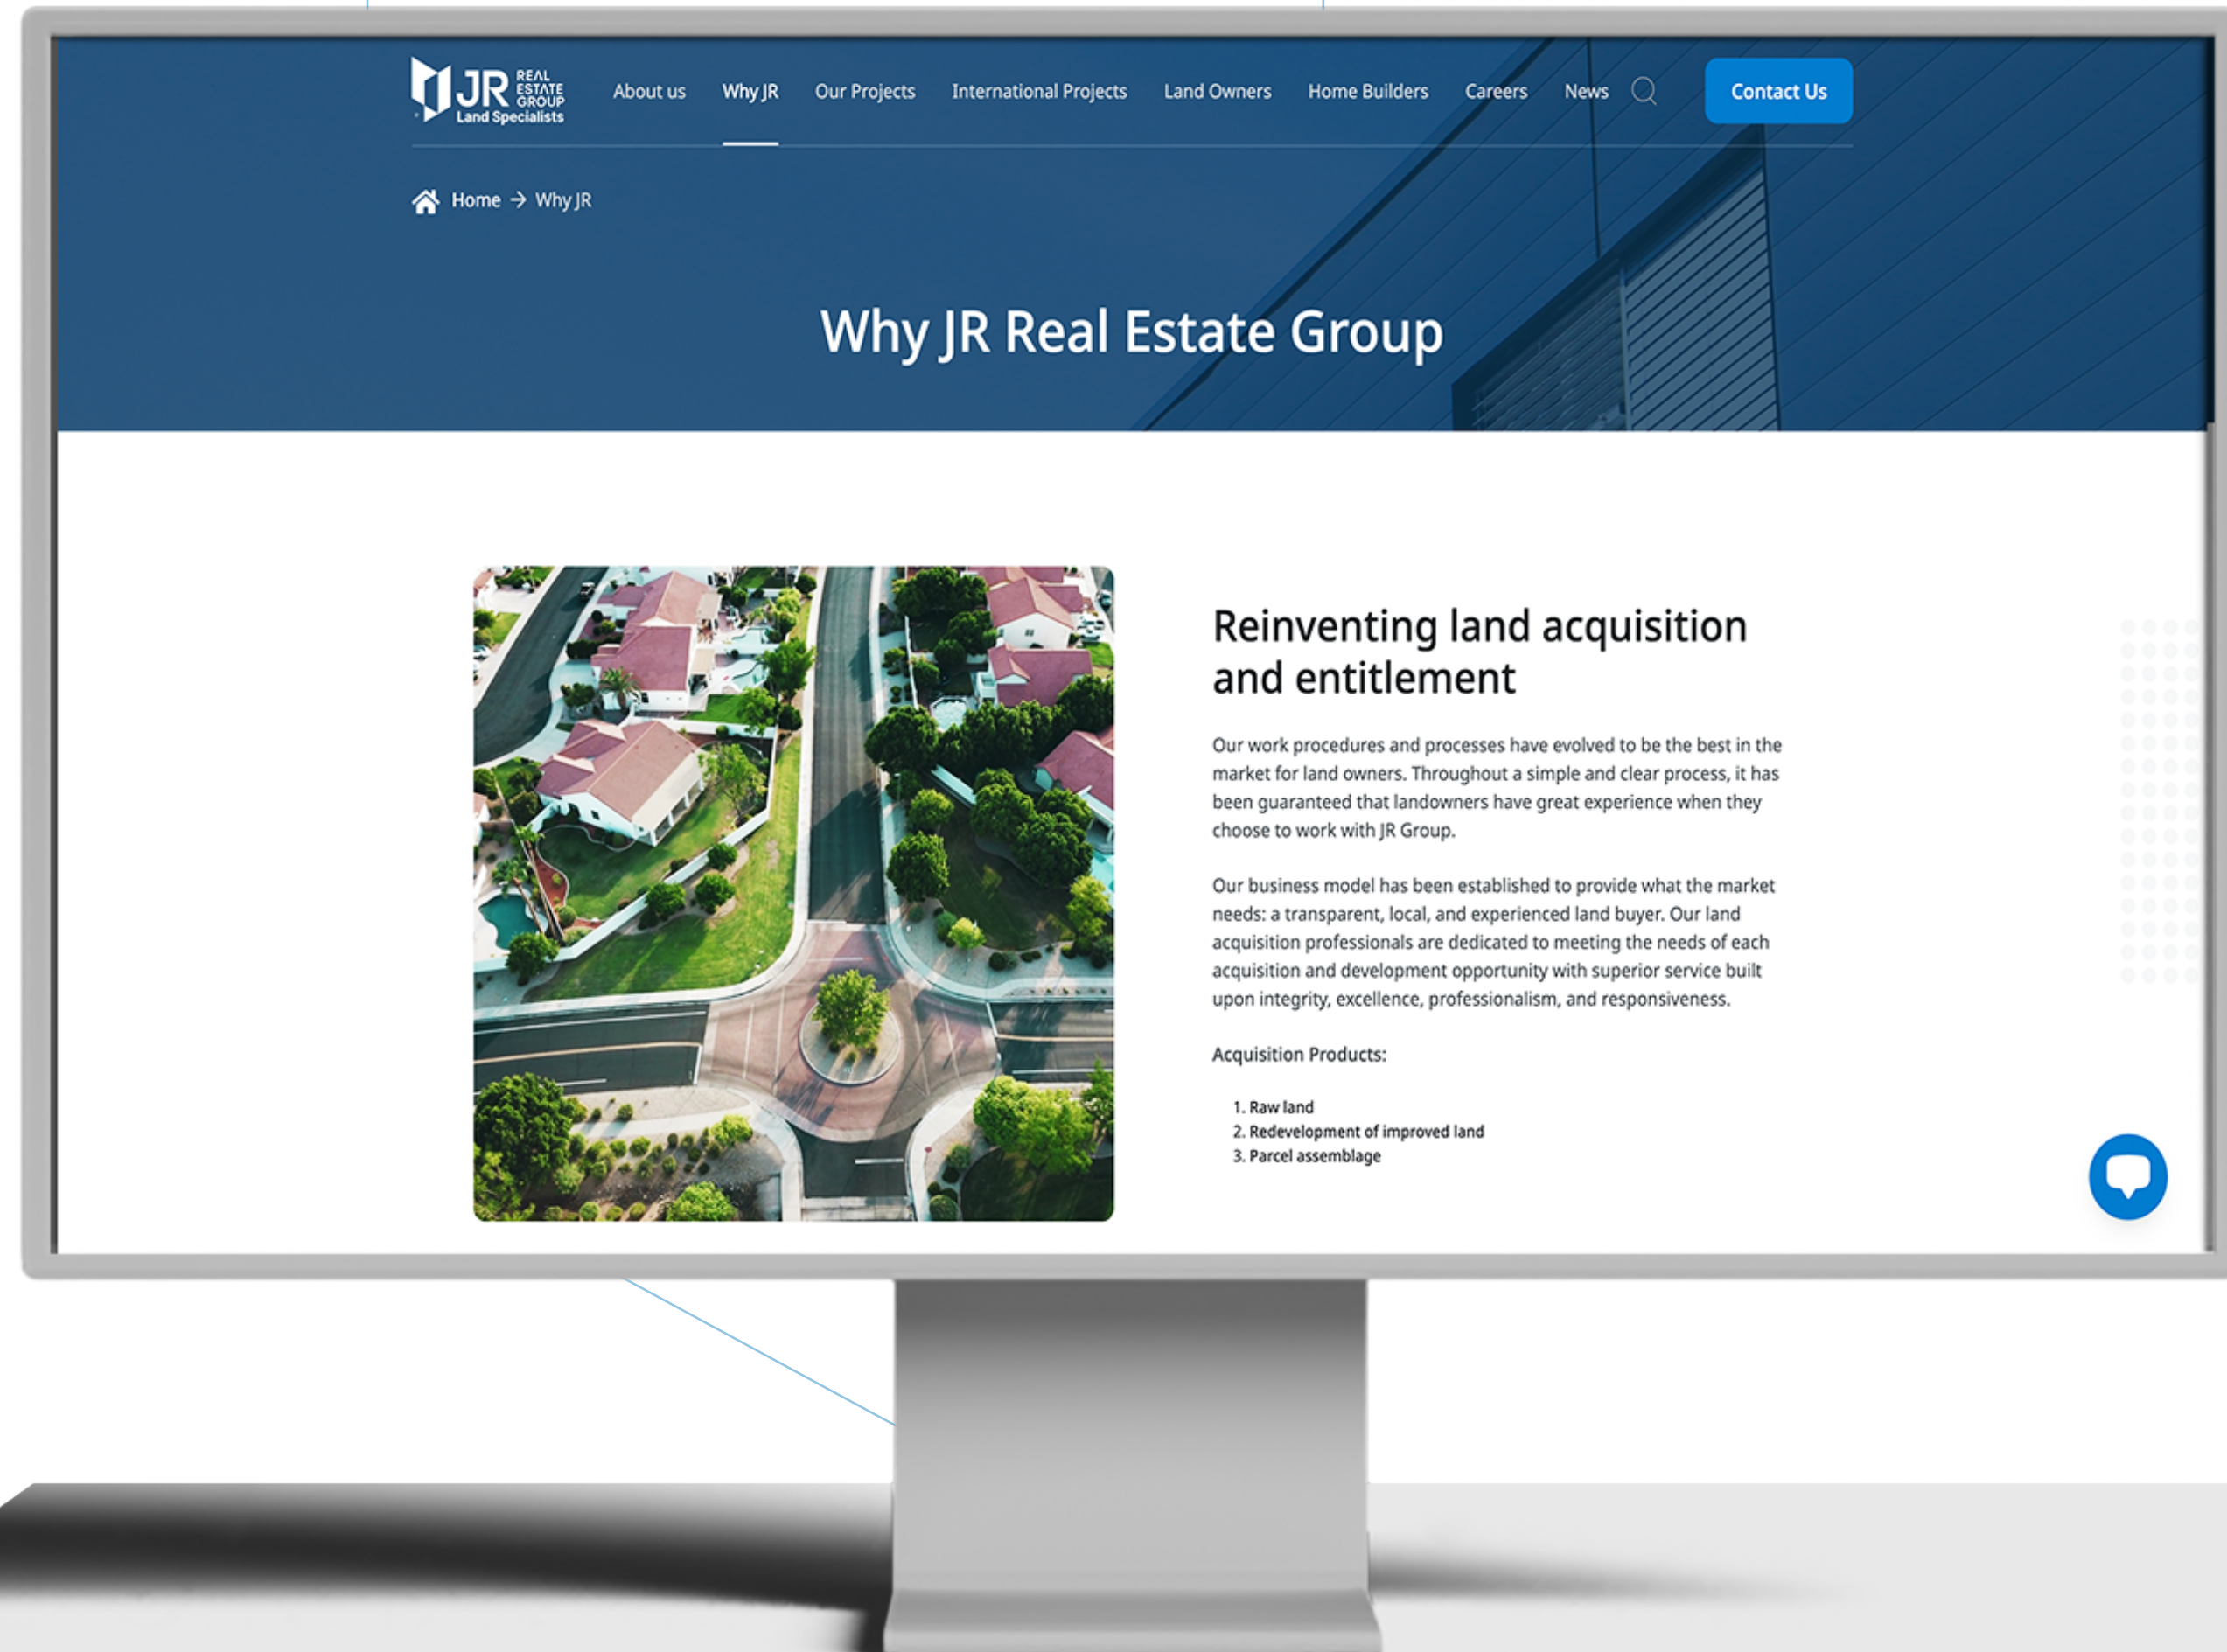 JR REAL ESTATE GROUP
Land Specialists
About us Why JR Our Projects International Projects Land Owners Home Builders Careers News Contact Us
Home → Why JR
Why JR Real Estate Group
Reinventing land acquisition
and entitlement
Our work procedures and processes have evolved to be the best in the
market for land owners. Throughout a simple and clear process, it has
been guaranteed that landowners have great experience when they
choose to work with JR Group.
Our business model has been established to provide what the market
needs: a transparent, local, and experienced land buyer. Our land
acquisition professionals are dedicated to meeting the needs of each
acquisition and development opportunity with superior service built
upon integrity, excellence, professionalism, and responsiveness.
Acquisition Products:
1. Raw land
2. Redevelopment of improved land
3. Parcel assemblage